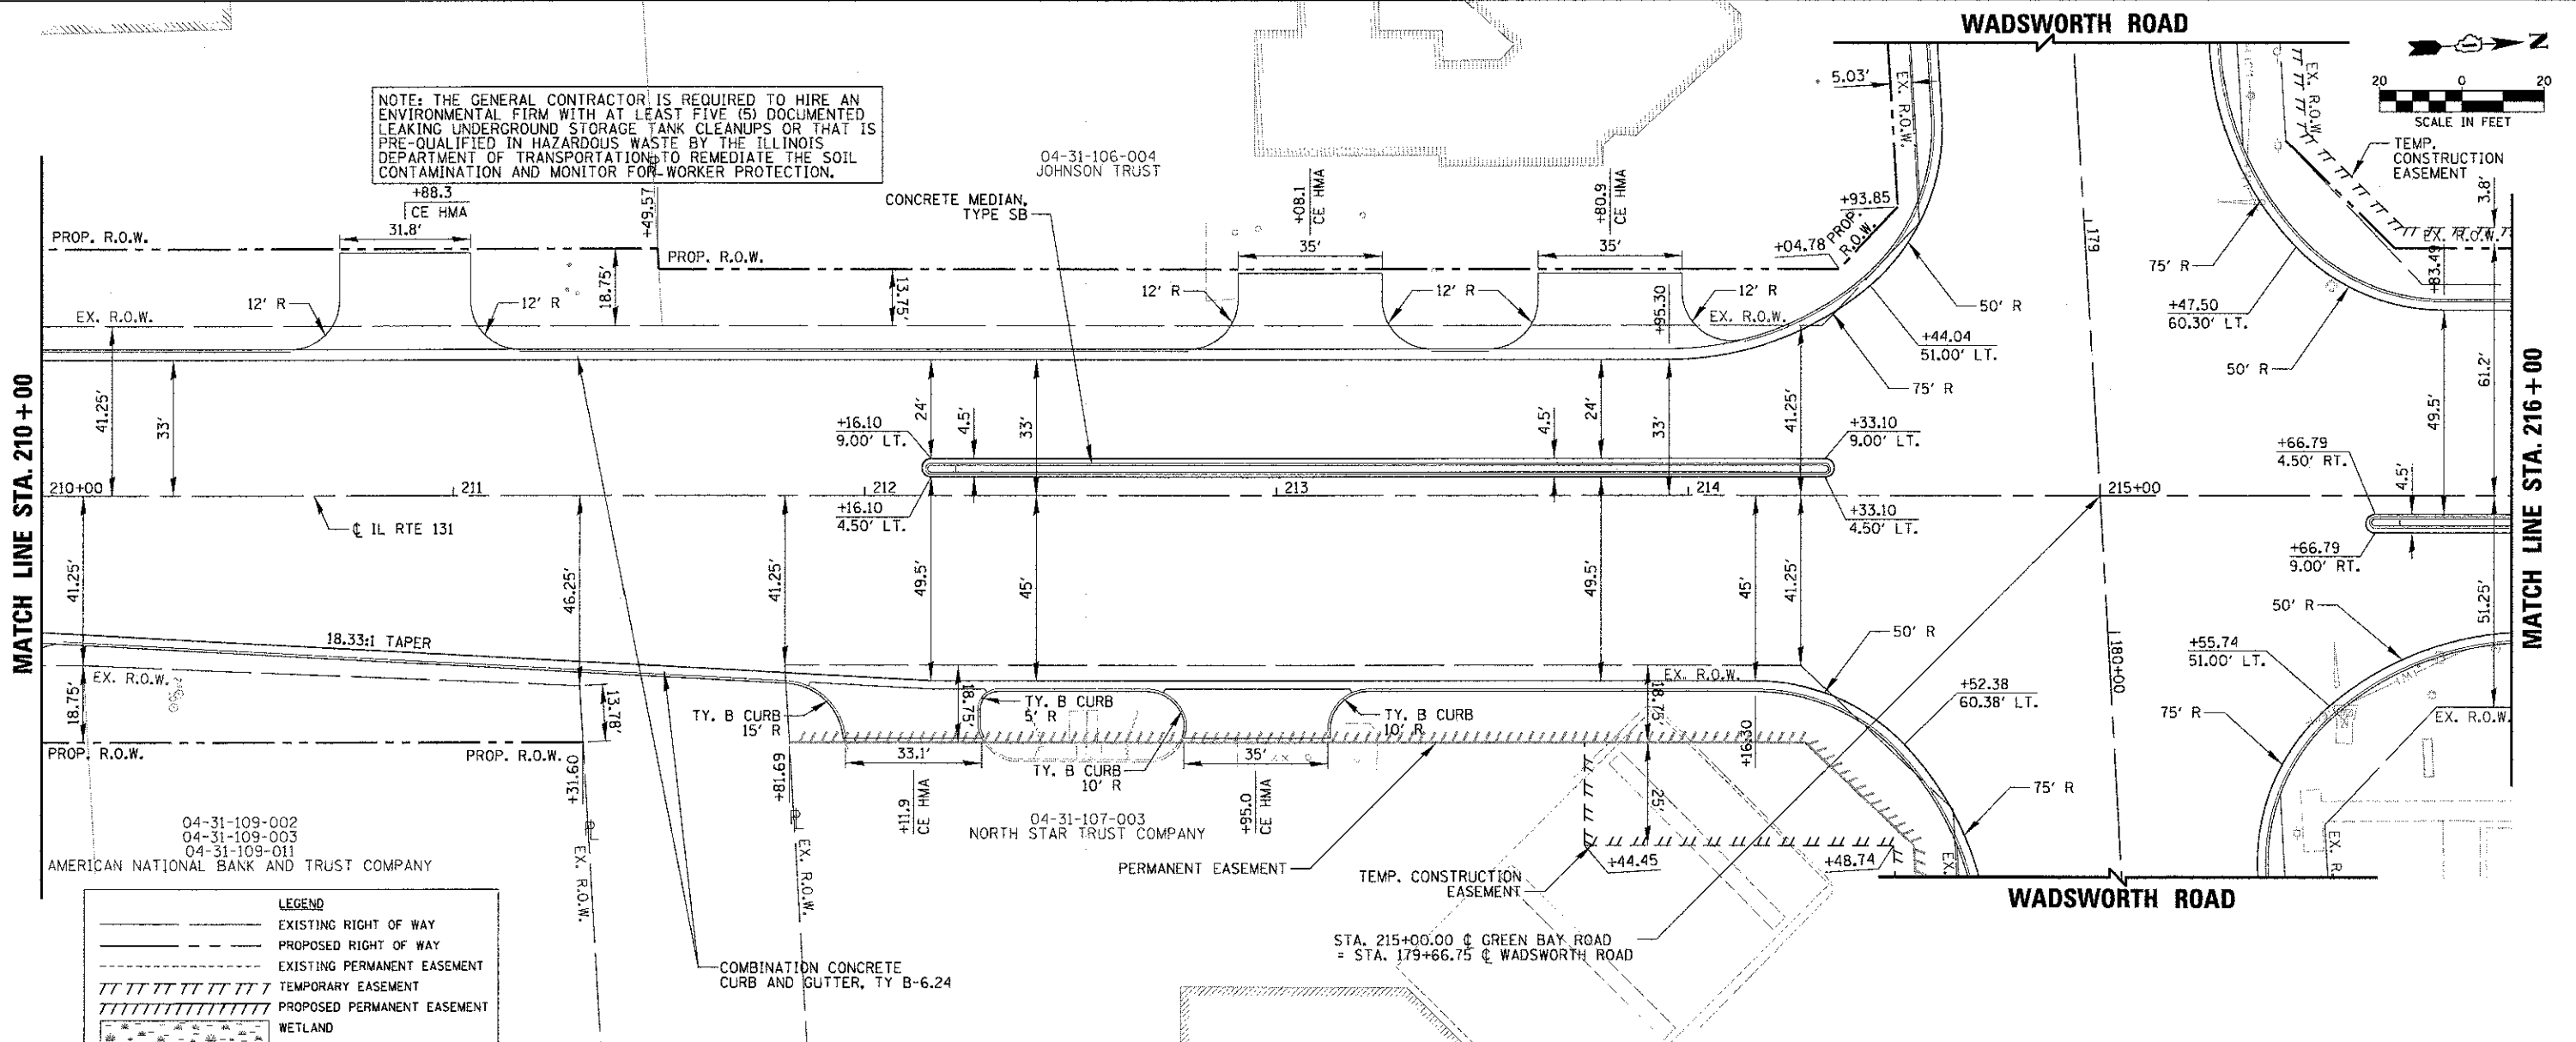 WADSWORTH ROAD
N
20 0 20
SCALE IN FEET
NOTE: THE GENERAL CONTRACTOR IS REQUIRED TO HIRE AN
ENVIRONMENTAL FIRM WITH AT LEAST FIVE (5) DOCUMENTED
LEAKING UNDERGROUND STORAGE TANK CLEANUPS OR THAT IS
PRE-QUALIFIED IN HAZARDOUS WASTE BY THE ILLINOIS
DEPARTMENT OF TRANSPORTATION TO REMEDIATE THE SOIL
CONTAMINATION AND MONITOR FOR WORKER PROTECTION.
04-31-106-004
JOHNSON TRUST
CONCRETE MEDIAN,
TYPE SB
5.03'
EX. R.O.W.
EX. R.O.W.
TEMP.
CONSTRUCTION
EASEMENT
3.8'
+88.3
CE HMA
31.8'
+49.57
+08.1
CE HMA
35'
+80.9
CE HMA
35'
+93.85
PROP.
R.O.W.
+04.78
179
PROP. R.O.W.
PROP. R.O.W.
18.75'
13.75'
12' R
12' R
12' R
12' R
12' R
EX. R.O.W.
EX. R.O.W.
+95.30
50' R
+44.04
51.00' LT.
75' R
75' R
+47.50
60.30' LT.
50' R
EX. R.O.W.
+83.49
MATCH LINE STA. 210+00
41.25'
33'
24'
4.5'
33'
4.5'
24'
33'
41.25'
+16.10
9.00' LT.
+16.10
4.50' LT.
+33.10
9.00' LT.
+33.10
4.50' LT.
49.5'
61.2'
+66.79
4.50' RT.
4.5'
+66.79
9.00' RT.
MATCH LINE STA. 216+00
210+00
211
212
213
214
215+00
℄ IL RTE 131
41.25'
46.25'
41.25'
49.5'
45'
49.5'
45'
41.25'
51.25'
18.33:1 TAPER
EX. R.O.W.
18.75'
13.78'
18.75'
EX. R.O.W.
18.75'
50' R
50' R
+55.74
51.00' LT.
180+00
+52.38
60.38' LT.
75' R
75' R
EX. R.O.W.
TY. B CURB
15' R
TY. B CURB
5' R
TY. B CURB
10' R
TY. B CURB
10' R
33.1'
35'
PROP. R.O.W.
PROP. R.O.W.
+31.60
+81.69
+11.9
CE HMA
+95.0
CE HMA
+16.30
25'
04-31-109-002
04-31-109-003
04-31-109-011
AMERICAN NATIONAL BANK AND TRUST COMPANY
EX. R.O.W.
EX. R.O.W.
04-31-107-003
NORTH STAR TRUST COMPANY
PERMANENT EASEMENT
TEMP. CONSTRUCTION
EASEMENT
+44.45
+48.74
EX.
EX. R.
WADSWORTH ROAD
STA. 215+00.00 ℄ GREEN BAY ROAD
= STA. 179+66.75 ℄ WADSWORTH ROAD
COMBINATION CONCRETE
CURB AND GUTTER, TY B-6.24
LEGEND
EXISTING RIGHT OF WAY
PROPOSED RIGHT OF WAY
EXISTING PERMANENT EASEMENT
TEMPORARY EASEMENT
PROPOSED PERMANENT EASEMENT
WETLAND